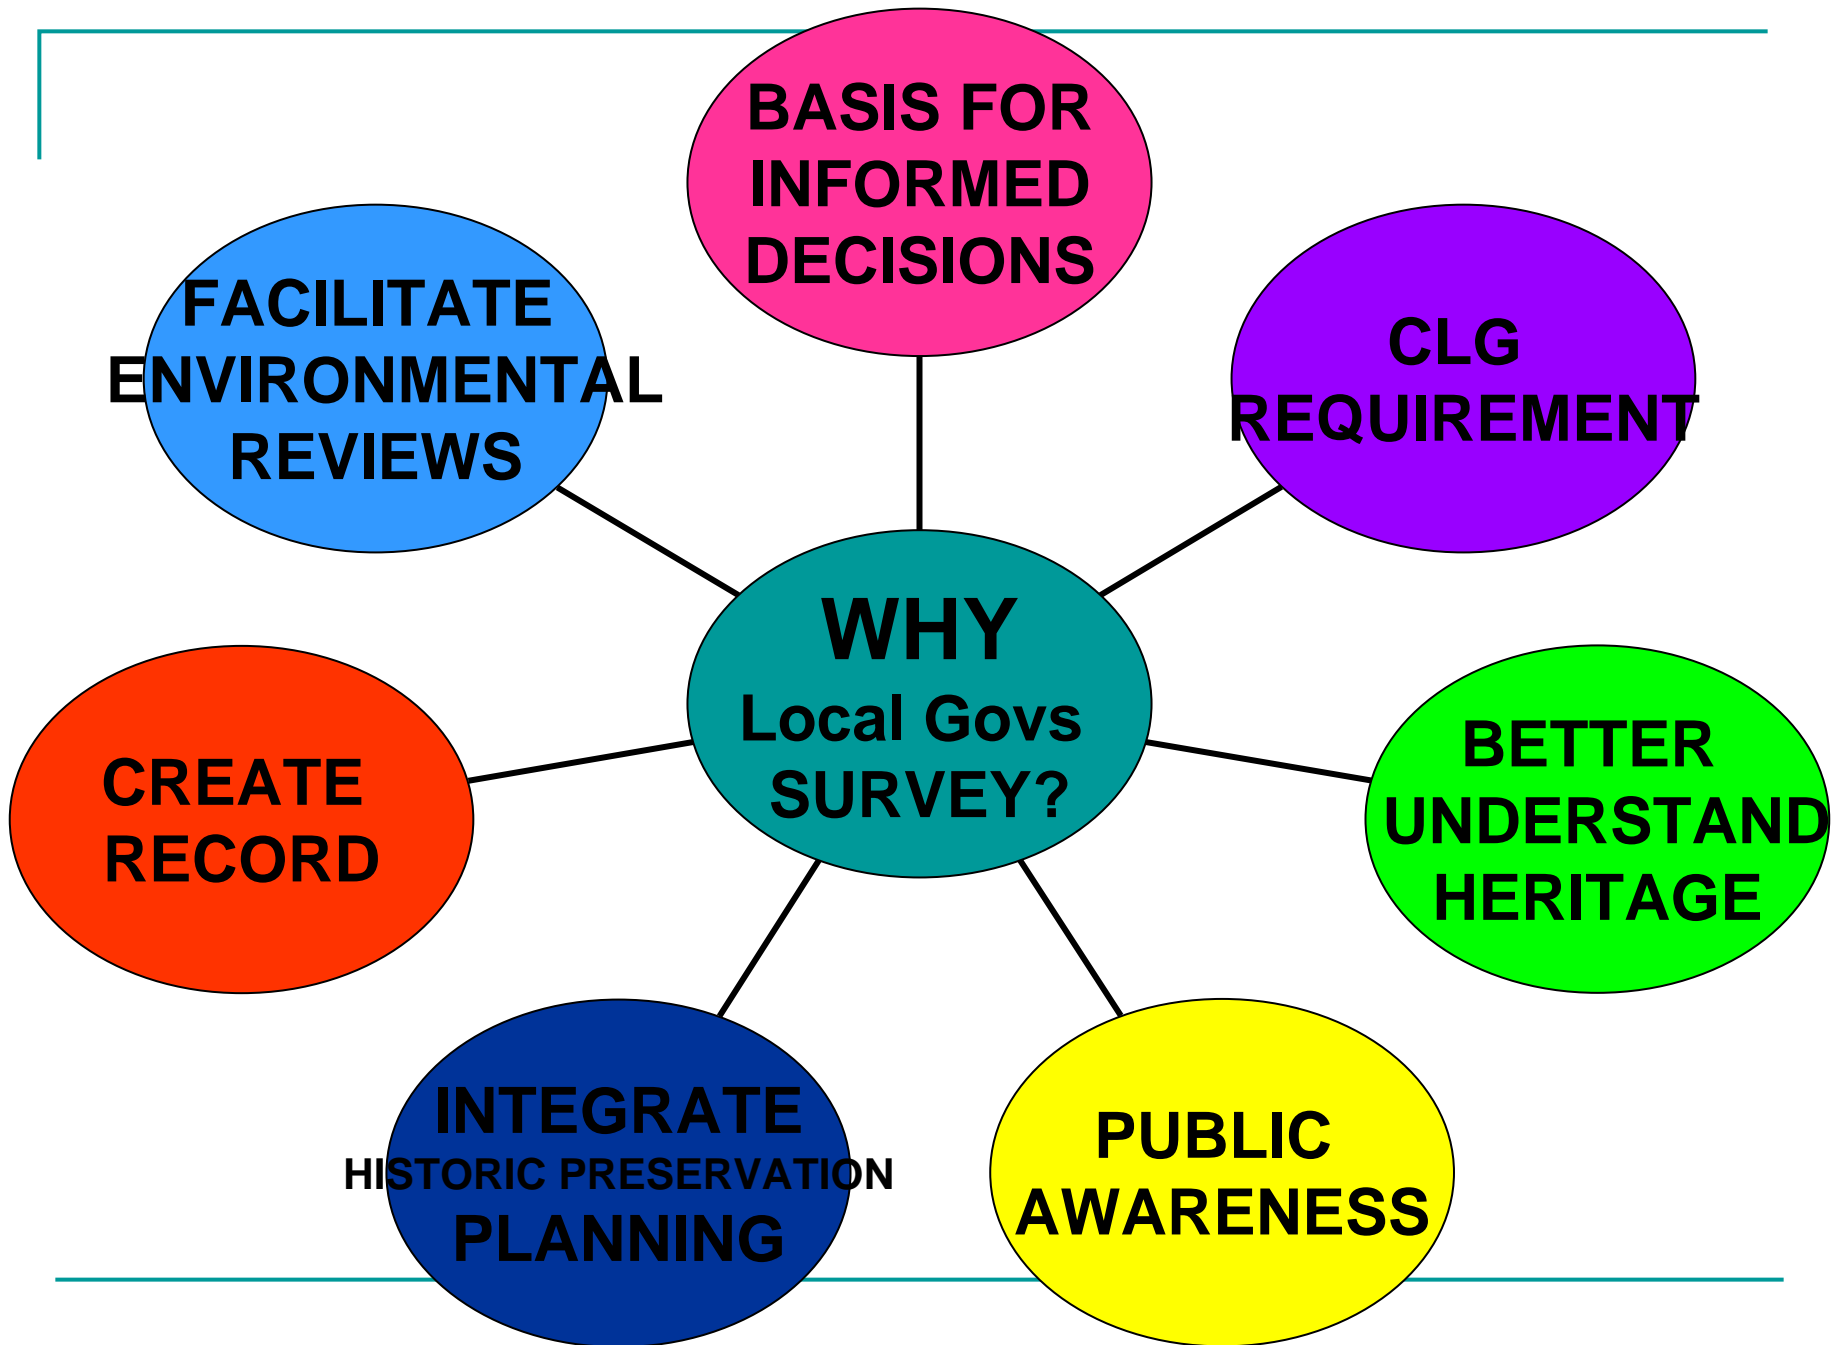 BASIS FOR
INFORMED
DECISIONS
FACILITATE
ENVIRONMENTAL
REVIEWS
CLG
REQUIREMENT
WHY
Local Govs
SURVEY?
CREATE
RECORD
BETTER
UNDERSTAND
HERITAGE
INTEGRATE
HISTORIC PRESERVATION
PLANNING
PUBLIC
AWARENESS